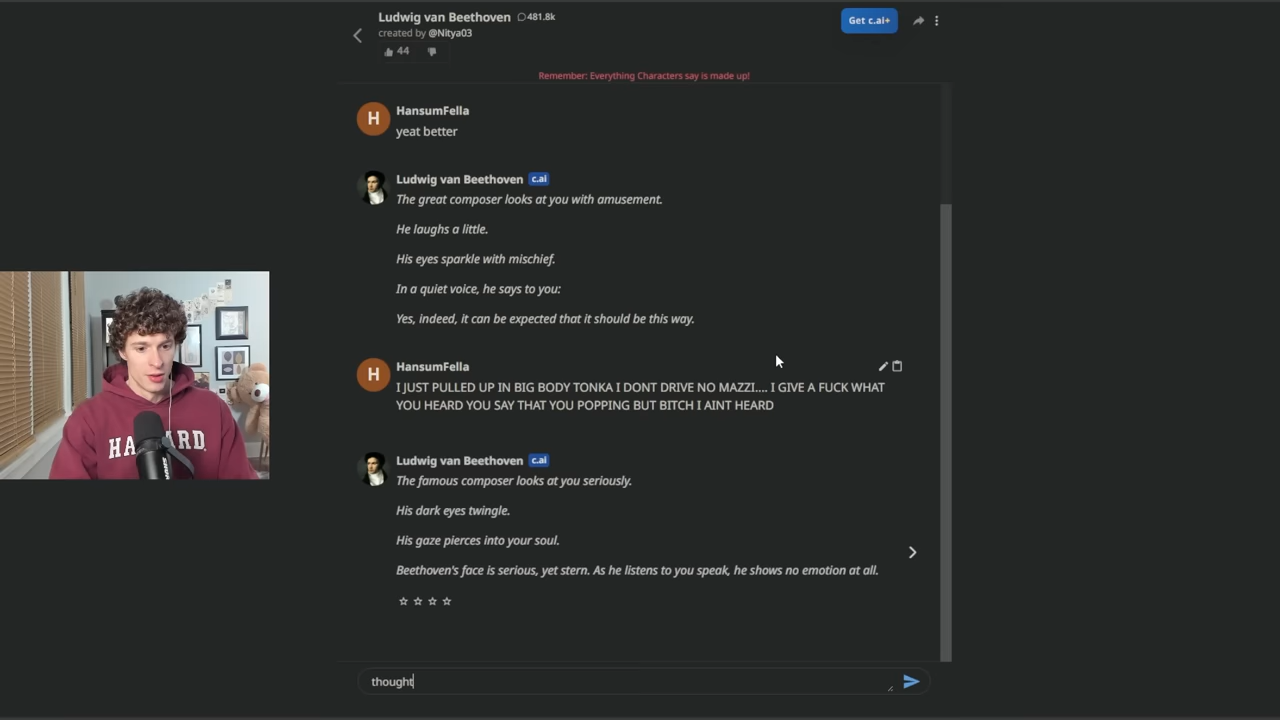 Ludwig van Beethoven 481.8k
created by @Nitya03
44
Get c.ai+
Remember: Everything Characters say is made up!
H
HansumFella
yeat better
Ludwig van Beethoven c.ai
The great composer looks at you with amusement.
He laughs a little.
His eyes sparkle with mischief.
In a quiet voice, he says to you:
Yes, indeed, it can be expected that it should be this way.
H
HansumFella
I JUST PULLED UP IN BIG BODY TONKA I DONT DRIVE NO MAZZI.... I GIVE A FUCK WHAT
YOU HEARD YOU SAY THAT YOU POPPING BUT BITCH I AINT HEARD
Ludwig van Beethoven c.ai
The famous composer looks at you seriously.
His dark eyes twingle.
His gaze pierces into your soul.
Beethoven's face is serious, yet stern. As he listens to you speak, he shows no emotion at all.
thought